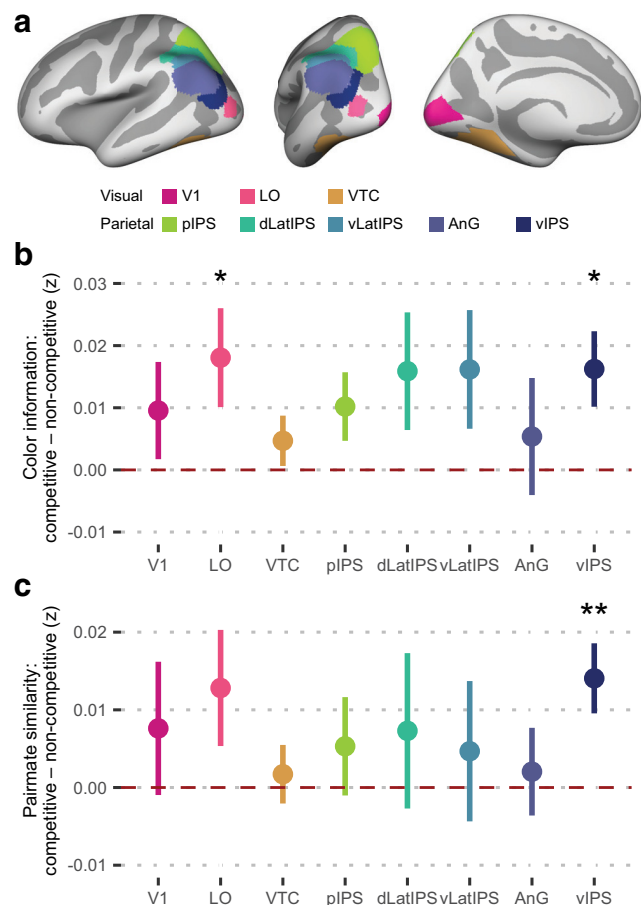 a
Visual V1 LO VTC
Parietal pIPS dLatIPS vLatIPS AnG vIPS
b
Color information:
competitive – non-competitive (z)
* *
0.03
0.02
0.01
0.00
-0.01
V1 LO VTC pIPS dLatIPS vLatIPS AnG vIPS
c
Pairmate similarity:
competitive – non-competitive (z)
**
0.02
0.01
0.00
-0.01
V1 LO VTC pIPS dLatIPS vLatIPS AnG vIPS